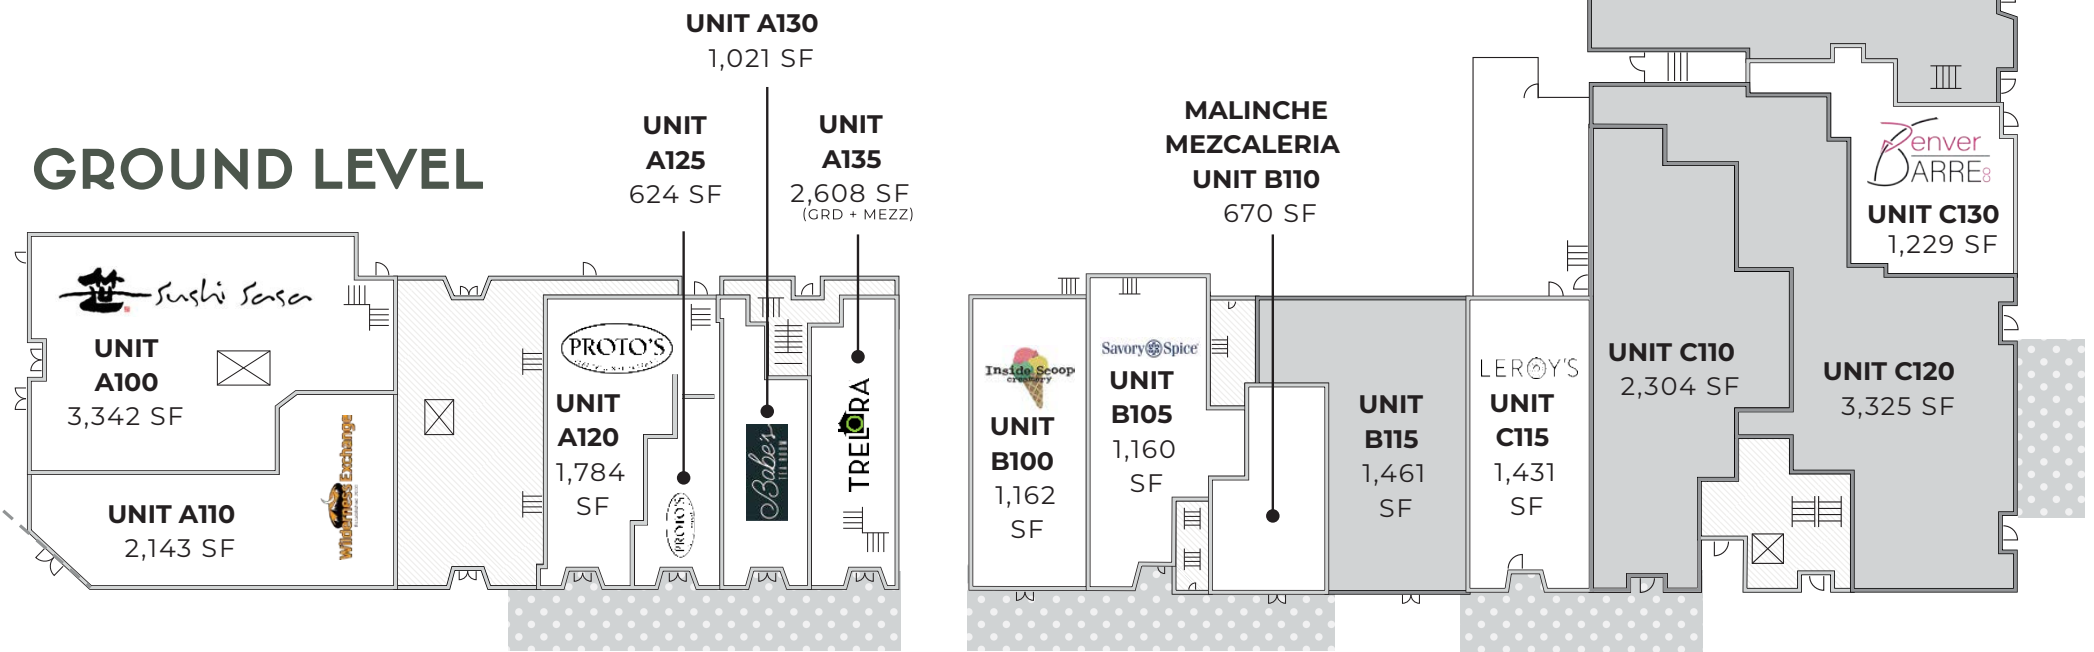 GROUND LEVEL
UNIT A130
1,021 SF
UNIT
A125
624 SF
UNIT
A135
2,608 SF
(GRD + MEZZ)
Sushi Sasa
UNIT
A100
3,342 SF
UNIT A110
2,143 SF
Wilderness Exchange
PROTO'S
UNIT
A120
1,784
SF
PROTO'S
Babe's
TEA ROOM
TRELORA
MALINCHE
MEZCALERIA
UNIT B110
670 SF
Inside Scoop
creamery
UNIT
B100
1,162
SF
Savory Spice
UNIT
B105
1,160
SF
UNIT
B115
1,461
SF
LEROY'S
UNIT
C115
1,431
SF
UNIT C110
2,304 SF
UNIT C120
3,325 SF
Denver
BARRE CO
UNIT C130
1,229 SF